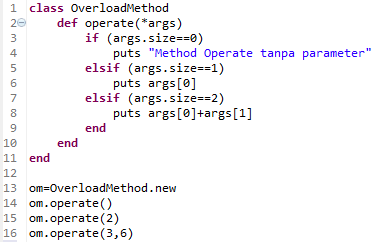 1 class OverloadMethod
2 def operate(*args)
3 if (args.size==0)
4 puts "Method Operate tanpa parameter"
5 elsif (args.size==1)
6 puts args[0]
7 elsif (args.size==2)
8 puts args[0]+args[1]
9 end
10 end
11 end
12
13 om=OverloadMethod.new
14 om.operate()
15 om.operate(2)
16 om.operate(3,6)